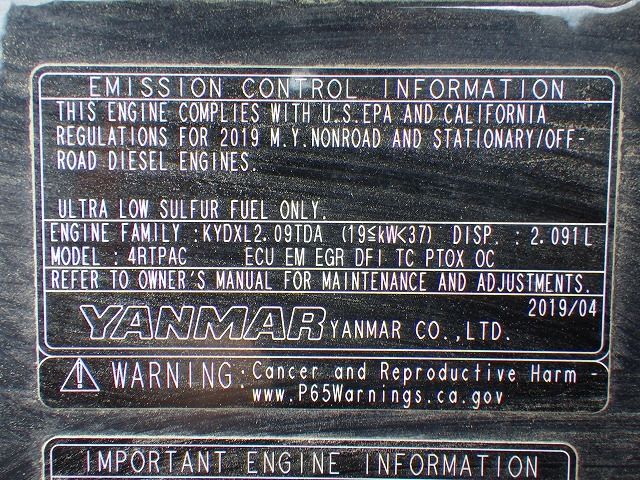 EMISSION CONTROL INFORMATION
THIS ENGINE COMPLIES WITH U.S.EPA AND CALIFORNIA
REGULATIONS FOR 2019 M.Y.NONROAD AND STATIONARY/OFF-
ROAD DIESEL ENGINES.
ULTRA LOW SULFUR FUEL ONLY.
ENGINE FAMILY :KYDXL2.09TDA (19≦kW<37) DISP. : 2.091L
MODEL : 4RTPAC ECU EM EGR DFI TC PTOX OC
REFER TO OWNER'S MANUAL FOR MAINTENANCE AND ADJUSTMENTS.
2019/04
YANMAR YANMAR CO.,LTD.
⚠ WARNING: Cancer and Reproductive Harm -
www.P65Warnings.ca.gov
IMPORTANT ENGINE INFORMATION